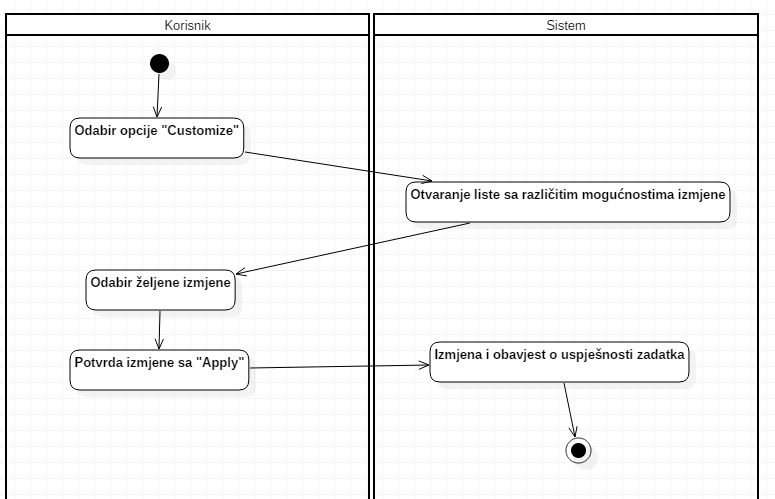 Korisnik
Sistem
Odabir opcije "Customize"
Otvaranje liste sa različitim mogućnostima izmjene
Odabir željene izmjene
Potvrda izmjene sa "Apply"
Izmjena i obavjest o uspješnosti zadatka